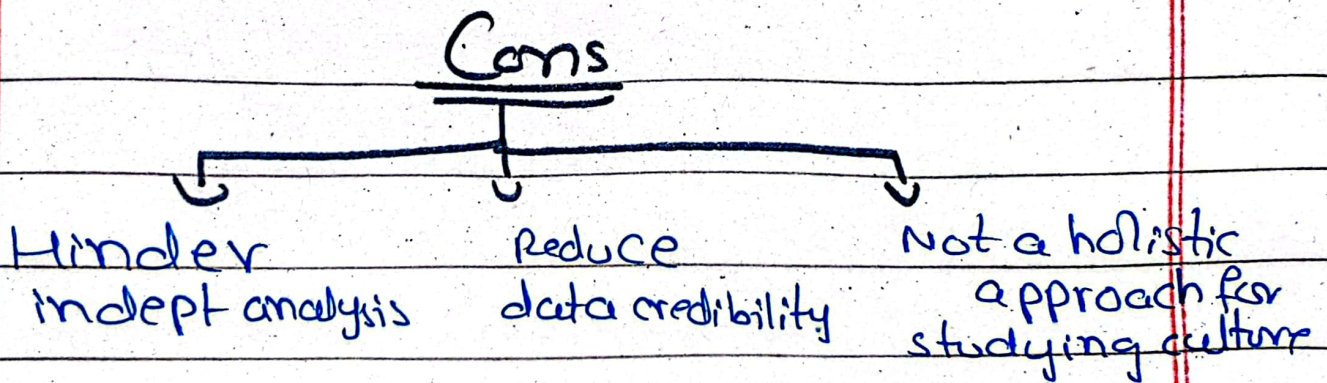 Cons
Hinder
indept analysis
Reduce
data credibility
Not a holistic
approach for
studying culture